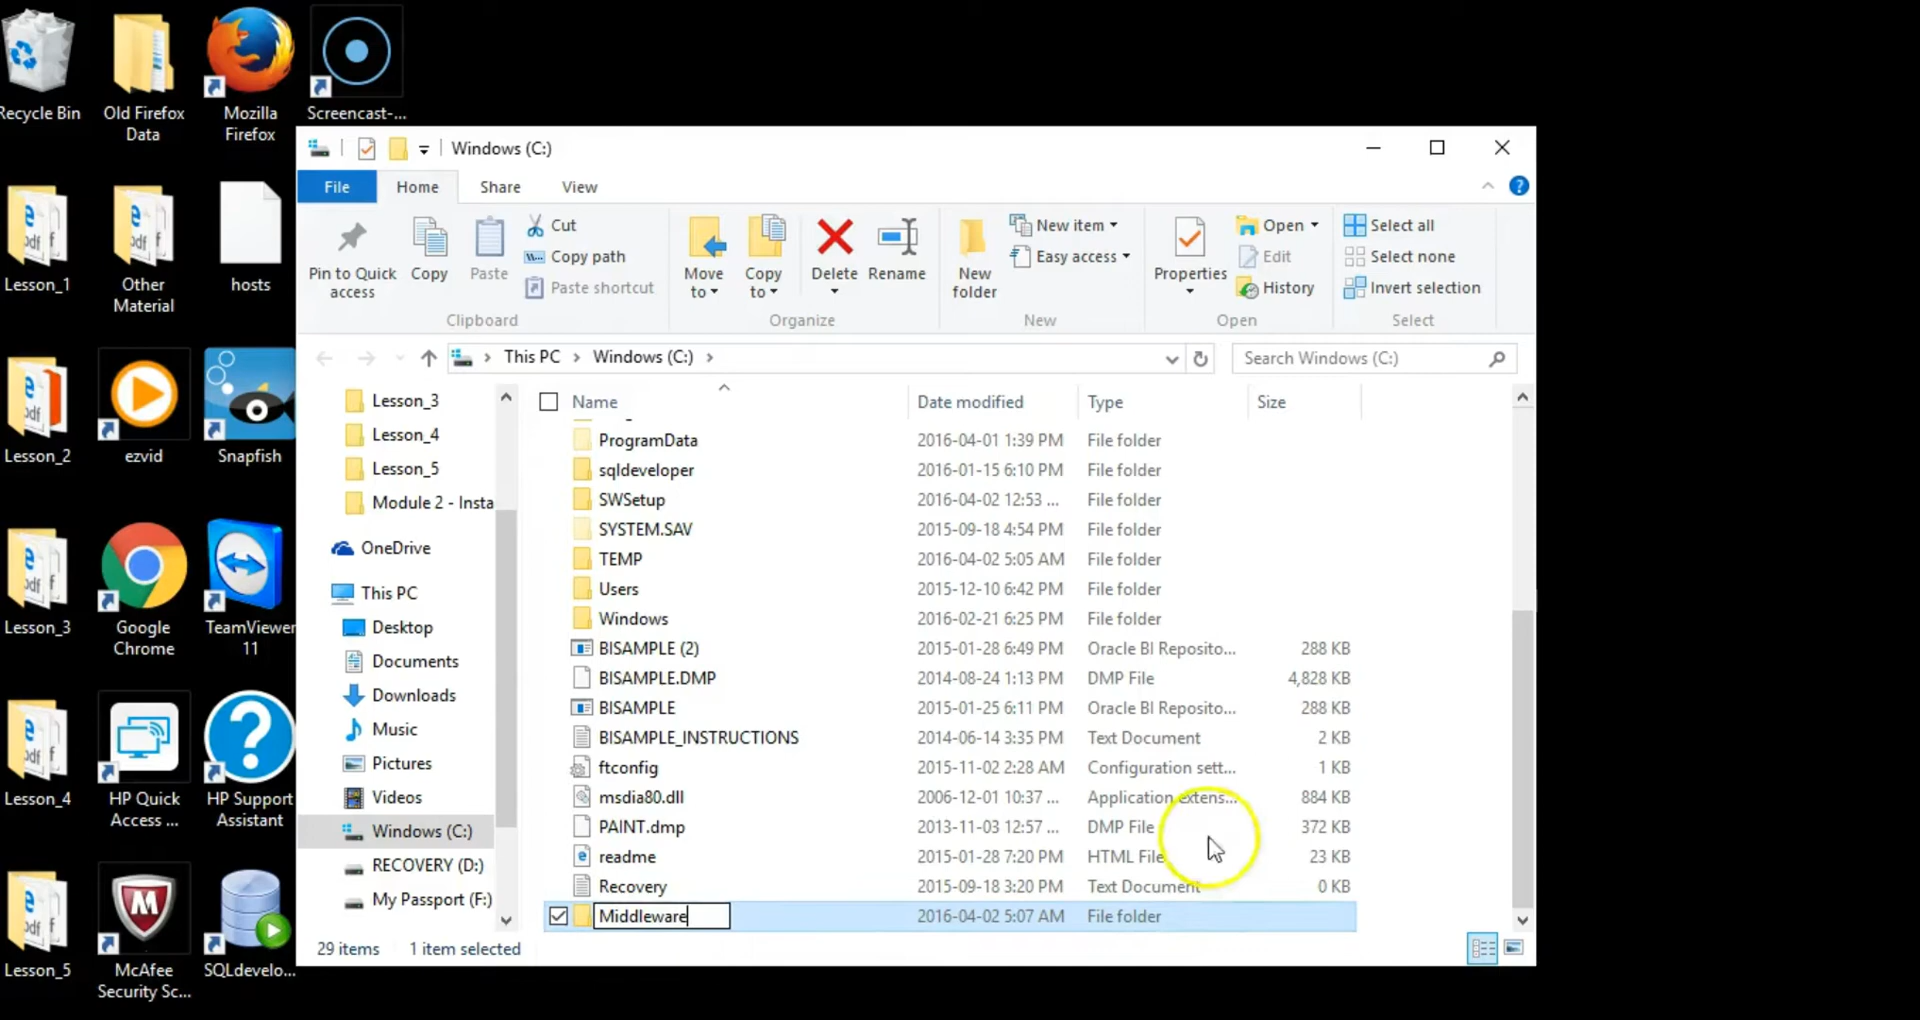 Recycle Bin
Old Firefox
Data
Mozilla
Firefox
Screencast-...
Lesson_1
Other
Material
hosts
Lesson_2
ezvid
Snapfish
Lesson_3
Google
Chrome
TeamViewer
11
Lesson_4
HP Quick
Access ...
HP Support
Assistant
Lesson_5
McAfee
Security Sc...
SQLdevelo...
Windows (C:)
File
Home
Share
View
Pin to Quick
access
Copy
Paste
Cut
Copy path
Paste shortcut
Clipboard
Move
to
Copy
to
Delete
Rename
Organize
New
folder
New item
Easy access
New
Properties
Open
Edit
History
Open
Select all
Select none
Invert selection
Select
This PC > Windows (C:) >
Search Windows (C:)
Lesson_3
Lesson_4
Lesson_5
Module 2 - Insta
OneDrive
This PC
Desktop
Documents
Downloads
Music
Pictures
Videos
Windows (C:)
RECOVERY (D:)
My Passport (F:)
Name Date modified Type Size
ProgramData 2016-04-01 1:39 PM File folder
sqldeveloper 2016-01-15 6:10 PM File folder
SWSetup 2016-04-02 12:53 ... File folder
SYSTEM.SAV 2015-09-18 4:54 PM File folder
TEMP 2016-04-02 5:05 AM File folder
Users 2015-12-10 6:42 PM File folder
Windows 2016-02-21 6:25 PM File folder
BISAMPLE (2) 2015-01-28 6:49 PM Oracle BI Reposito... 288 KB
BISAMPLE.DMP 2014-08-24 1:13 PM DMP File 4,828 KB
BISAMPLE 2015-01-25 6:11 PM Oracle BI Reposito... 288 KB
BISAMPLE_INSTRUCTIONS 2014-06-14 3:35 PM Text Document 2 KB
ftconfig 2015-11-02 2:28 AM Configuration sett... 1 KB
msdia80.dll 2006-12-01 10:37 ... Application extens... 884 KB
PAINT.dmp 2013-11-03 12:57 ... DMP File 372 KB
readme 2015-01-28 7:20 PM HTML File 23 KB
Recovery 2015-09-18 3:20 PM Text Document 0 KB
Middleware 2016-04-02 5:07 AM File folder
29 items 1 item selected